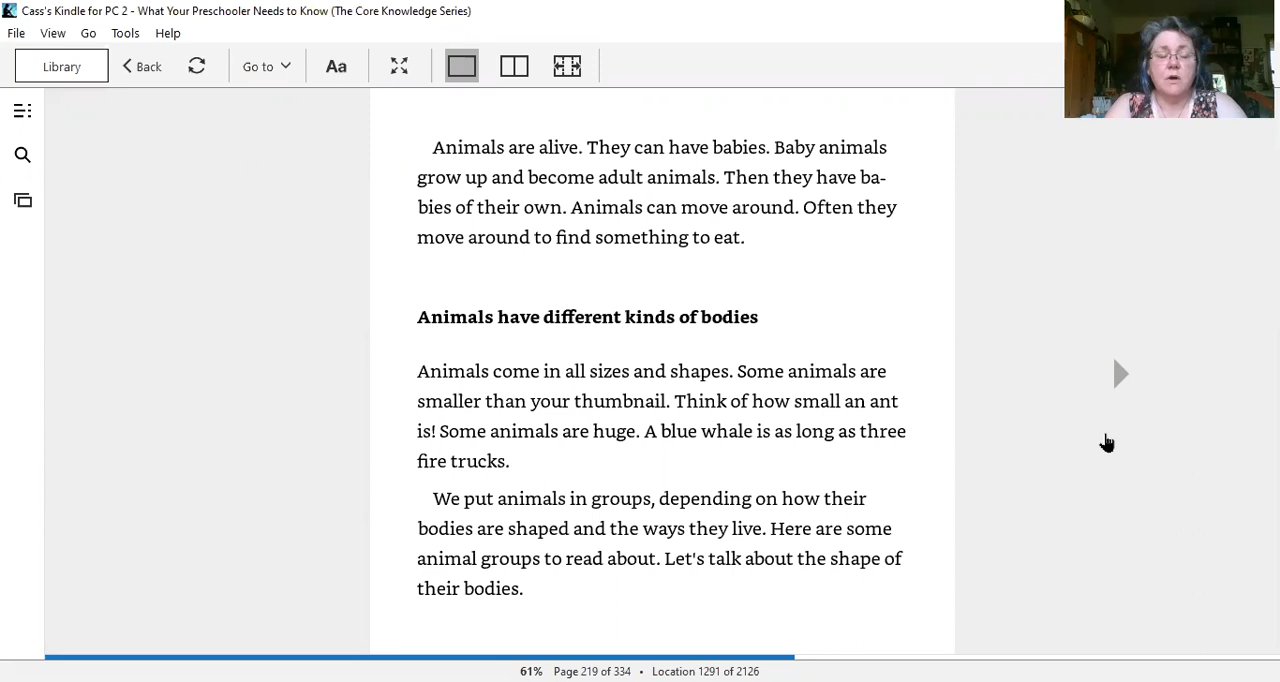 Cass's Kindle for PC 2 - What Your Preschooler Needs to Know (The Core Knowledge Series)
File View Go Tools Help
Library Back Go to Aa
Animals are alive. They can have babies. Baby animals
grow up and become adult animals. Then they have ba-
bies of their own. Animals can move around. Often they
move around to find something to eat.
Animals have different kinds of bodies
Animals come in all sizes and shapes. Some animals are
smaller than your thumbnail. Think of how small an ant
is! Some animals are huge. A blue whale is as long as three
fire trucks.
We put animals in groups, depending on how their
bodies are shaped and the ways they live. Here are some
animal groups to read about. Let's talk about the shape of
their bodies.
61% Page 219 of 334 • Location 1291 of 2126